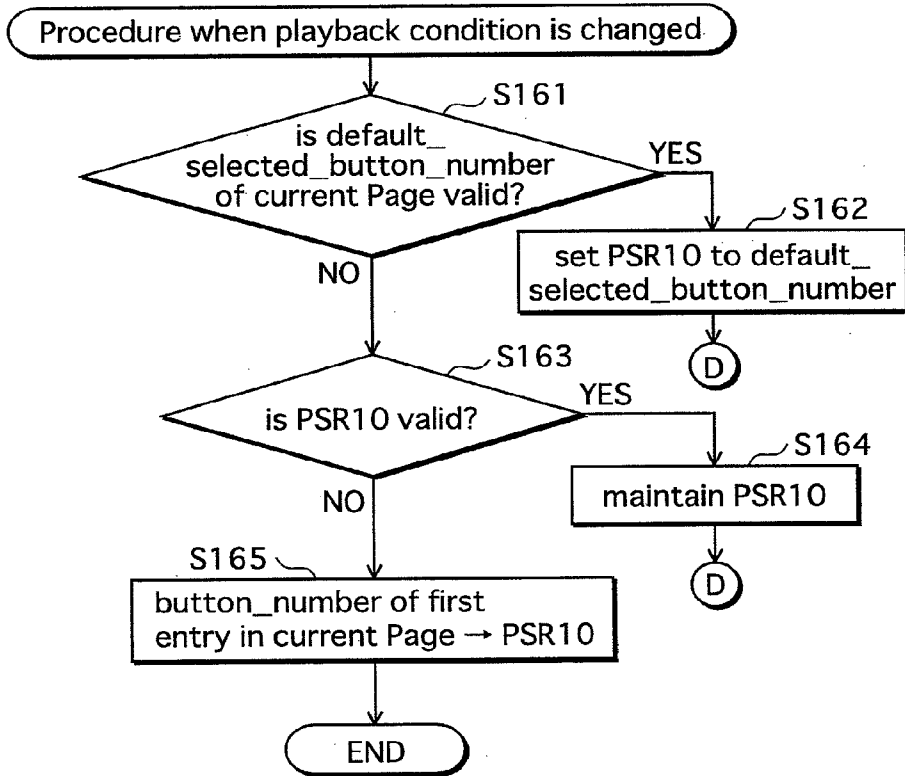 Procedure when playback condition is changed
S161
is default_
selected_button_number
of current Page valid?
YES
NO
S162
set PSR10 to default_
selected_button_number
D
S163
is PSR10 valid?
YES
NO
S164
maintain PSR10
D
S165
button_number of first
entry in current Page → PSR10
END